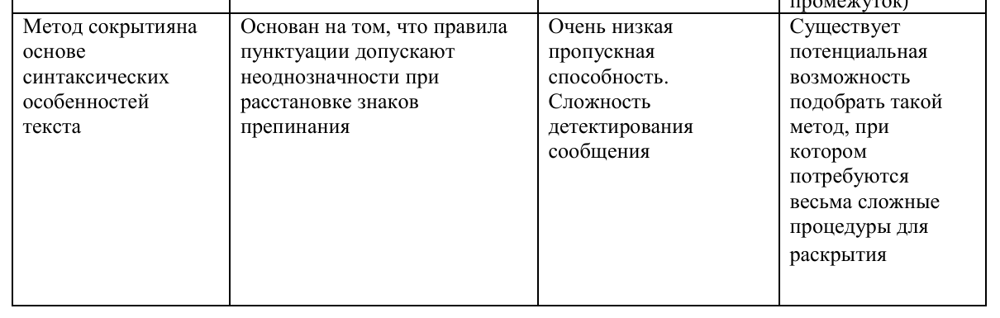 промежуток)
Метод сокрытияна
основе
синтаксических
особенностей
текста
Основан на том, что правила
пунктуации допускают
неоднозначности при
расстановке знаков
препинания
Очень низкая
пропускная
способность.
Сложность
детектирования
сообщения
Существует
потенциальная
возможность
подобрать такой
метод, при
котором
потребуются
весьма сложные
процедуры для
раскрытия